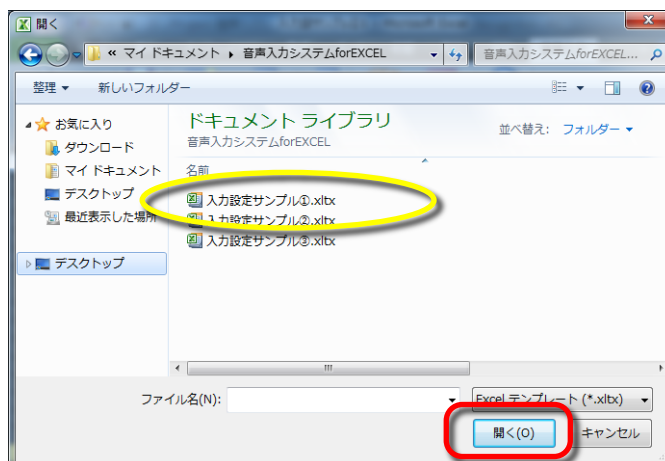 開く
« マイ ドキュメント ▸ 音声入力システムforEXCEL
音声入力システムforEXCEL...
整理 ▼ 新しいフォルダー
お気に入り
ダウンロード
マイ ドキュメント
デスクトップ
最近表示した場所
デスクトップ
ドキュメント ライブラリ
音声入力システムforEXCEL
並べ替え: フォルダー ▼
名前
入力設定サンプル①.xltx
入力設定サンプル②.xltx
入力設定サンプル③.xltx
ファイル名(N):
Excel テンプレート (*.xltx)
開く(O)
キャンセル